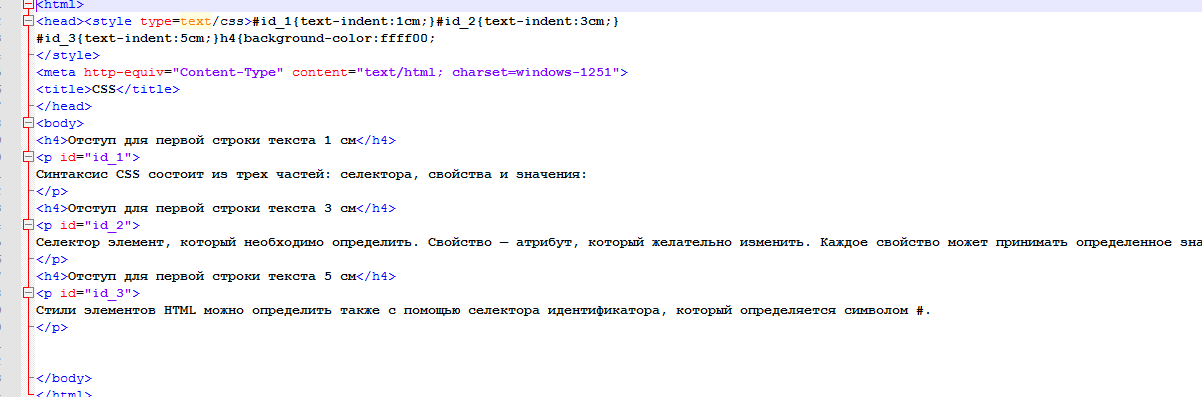 <html>
<head><style type=text/css>#id_1{text-indent:1cm;}#id_2{text-indent:3cm;}
#id_3{text-indent:5cm;}h4{background-color:ffff00;
</style>
<meta http-equiv="Content-Type" content="text/html; charset=windows-1251">
<title>CSS</title>
</head>
<body>
<h4>Отступ для первой строки текста 1 см</h4>
<p id="id_1">
Синтаксис CSS состоит из трех частей: селектора, свойства и значения:
</p>
<h4>Отступ для первой строки текста 3 см</h4>
<p id="id_2">
Селектор элемент, который необходимо определить. Свойство — атрибут, который желательно изменить. Каждое свойство может принимать определенное
</p>
<h4>Отступ для первой строки текста 5 см</h4>
<p id="id_3">
Стили элементов HTML можно определить также с помощью селектора идентификатора, который определяется символом #.
</p>
</body>
</html>